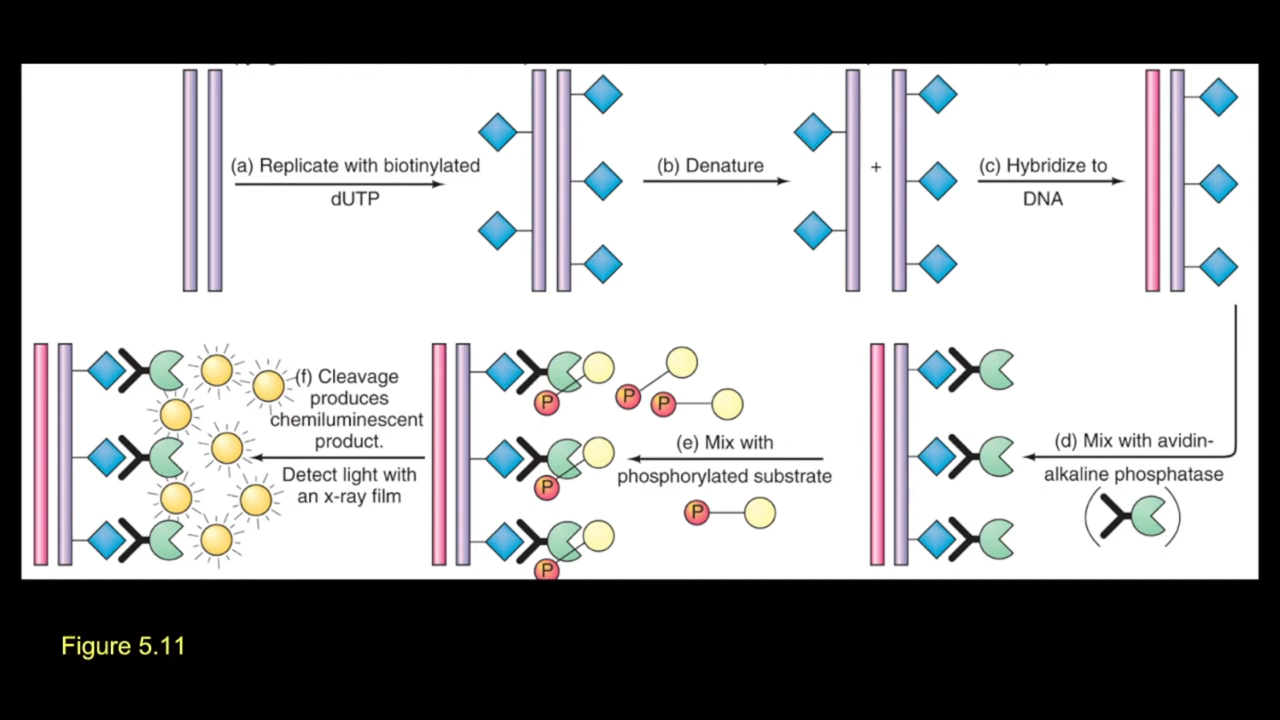 (a) Replicate with biotinylated
dUTP
(b) Denature
+
(c) Hybridize to
DNA
(d) Mix with avidin-
alkaline phosphatase
(e) Mix with
phosphorylated substrate
P
P
P
P
P
P
(f) Cleavage
produces
chemiluminescent
product.
Detect light with
an x-ray film
Figure 5.11